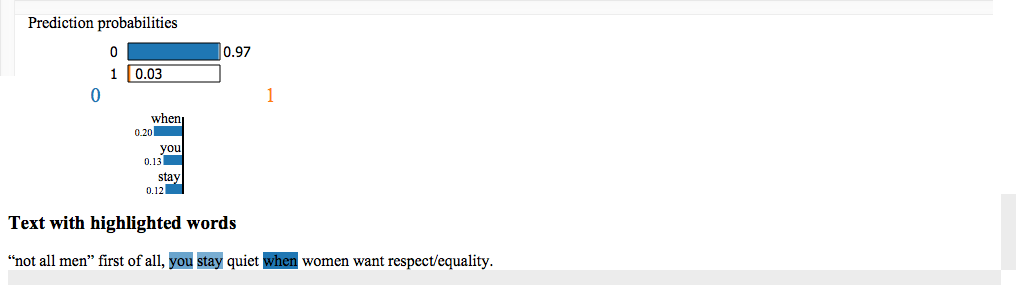 Prediction probabilities
0 0.97
1 0.03
0 1
when
0.20
you
0.13
stay
0.12
Text with highlighted words
“not all men” first of all, you stay quiet when women want respect/equality.